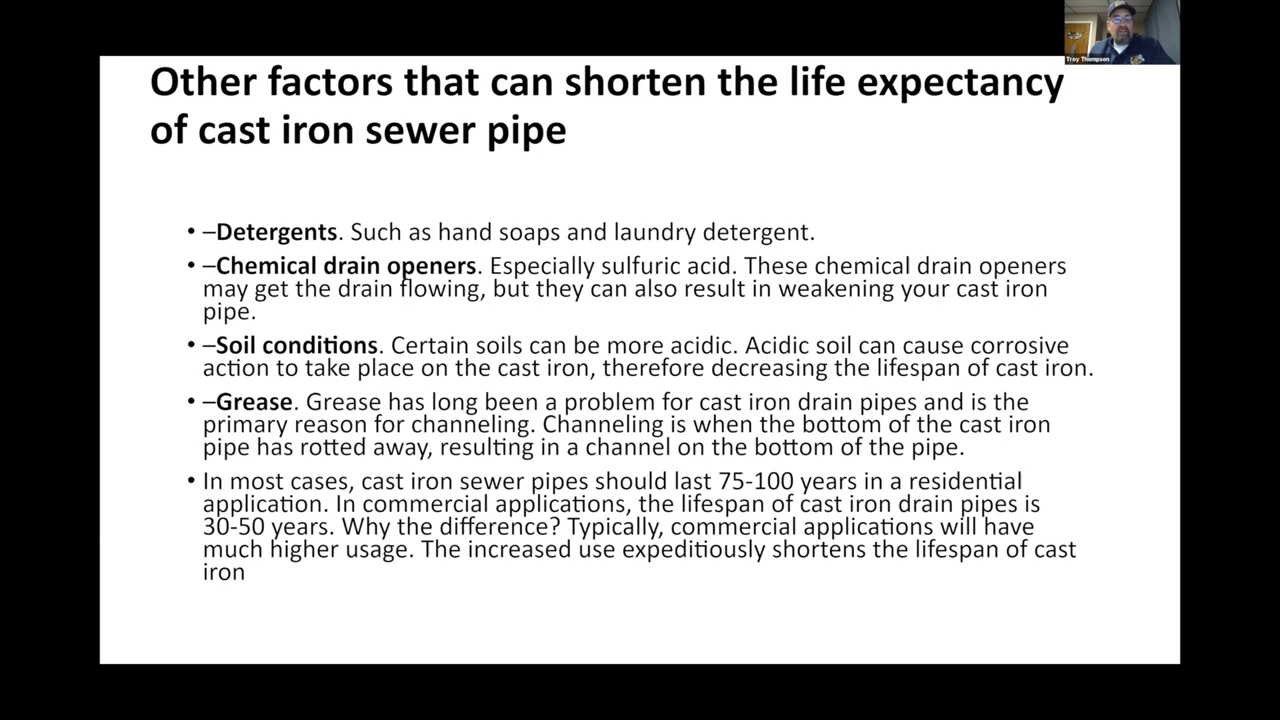 Troy Thompson
Other factors that can shorten the life expectancy
of cast iron sewer pipe
• –Detergents. Such as hand soaps and laundry detergent.
• –Chemical drain openers. Especially sulfuric acid. These chemical drain openers
may get the drain flowing, but they can also result in weakening your cast iron
pipe.
• –Soil conditions. Certain soils can be more acidic. Acidic soil can cause corrosive
action to take place on the cast iron, therefore decreasing the lifespan of cast iron.
• –Grease. Grease has long been a problem for cast iron drain pipes and is the
primary reason for channeling. Channeling is when the bottom of the cast iron
pipe has rotted away, resulting in a channel on the bottom of the pipe.
• In most cases, cast iron sewer pipes should last 75-100 years in a residential
application. In commercial applications, the lifespan of cast iron drain pipes is
30-50 years. Why the difference? Typically, commercial applications will have
much higher usage. The increased use expeditiously shortens the lifespan of cast
iron